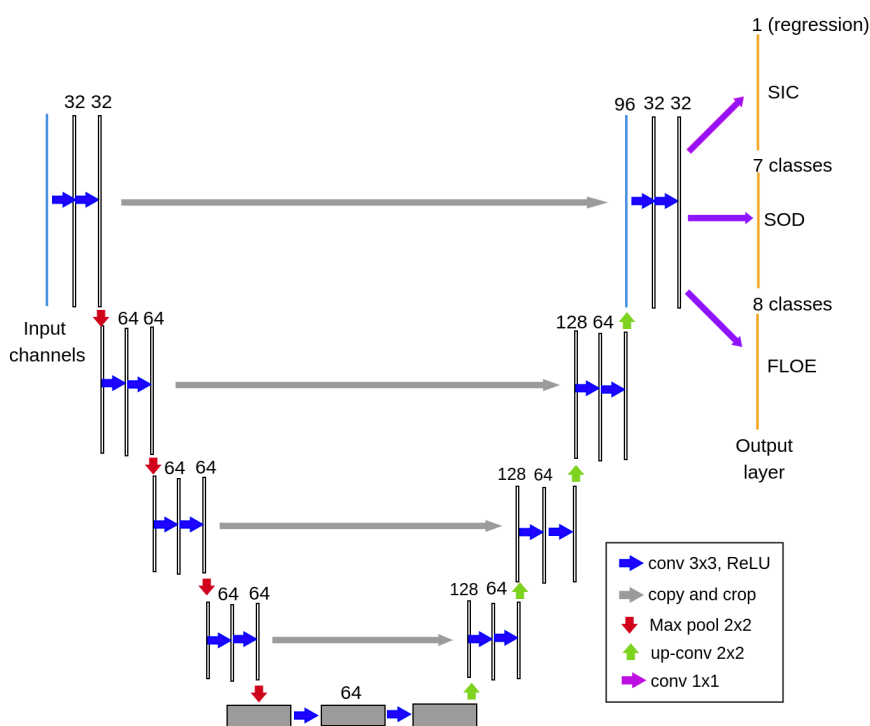 1 (regression)
32 32
96 32 32
SIC
7 classes
SOD
8 classes
Input
channels
64 64
128 64
FLOE
Output
layer
64 64
128 64
64 64
128 64
64
conv 3x3, ReLU
copy and crop
Max pool 2x2
up-conv 2x2
conv 1x1